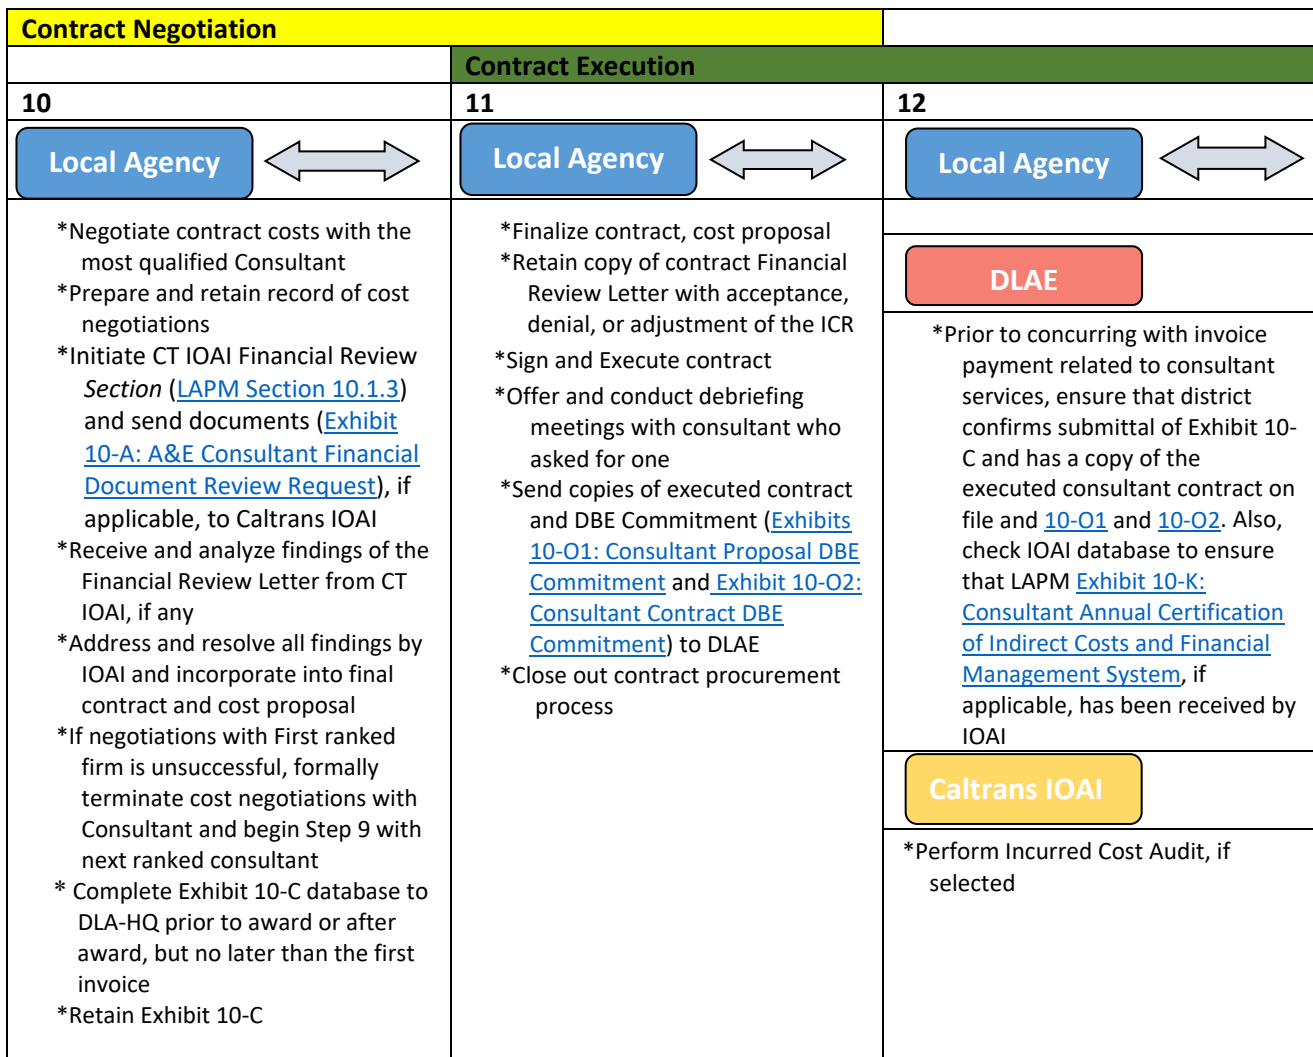 Contract Negotiation
Contract Execution
10
11
12
Local Agency
Local Agency
Local Agency
*Negotiate contract costs with the
most qualified Consultant
*Prepare and retain record of cost
negotiations
*Initiate CT IOAI Financial Review
Section (LAPM Section 10.1.3)
and send documents (Exhibit
10-A: A&E Consultant Financial
Document Review Request), if
applicable, to Caltrans IOAI
*Receive and analyze findings of the
Financial Review Letter from CT
IOAI, if any
*Address and resolve all findings by
IOAI and incorporate into final
contract and cost proposal
*If negotiations with First ranked
firm is unsuccessful, formally
terminate cost negotiations with
Consultant and begin Step 9 with
next ranked consultant
* Complete Exhibit 10-C database to
DLA-HQ prior to award or after
award, but no later than the first
invoice
*Retain Exhibit 10-C
*Finalize contract, cost proposal
*Retain copy of contract Financial
Review Letter with acceptance,
denial, or adjustment of the ICR
*Sign and Execute contract
*Offer and conduct debriefing
meetings with consultant who
asked for one
*Send copies of executed contract
and DBE Commitment (Exhibits
10-O1: Consultant Proposal DBE
Commitment and Exhibit 10-O2:
Consultant Contract DBE
Commitment) to DLAE
*Close out contract procurement
process
DLAE
*Prior to concurring with invoice
payment related to consultant
services, ensure that district
confirms submittal of Exhibit 10-
C and has a copy of the
executed consultant contract on
file and 10-O1 and 10-O2. Also,
check IOAI database to ensure
that LAPM Exhibit 10-K:
Consultant Annual Certification
of Indirect Costs and Financial
Management System, if
applicable, has been received by
IOAI
Caltrans IOAI
*Perform Incurred Cost Audit, if
selected